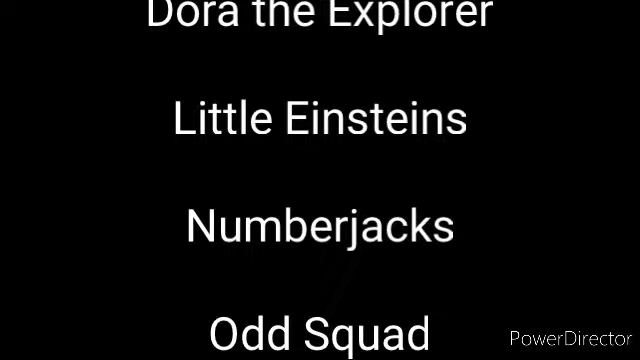 Dora the Explorer
Little Einsteins
Numberjacks
Odd Squad
PowerDirector